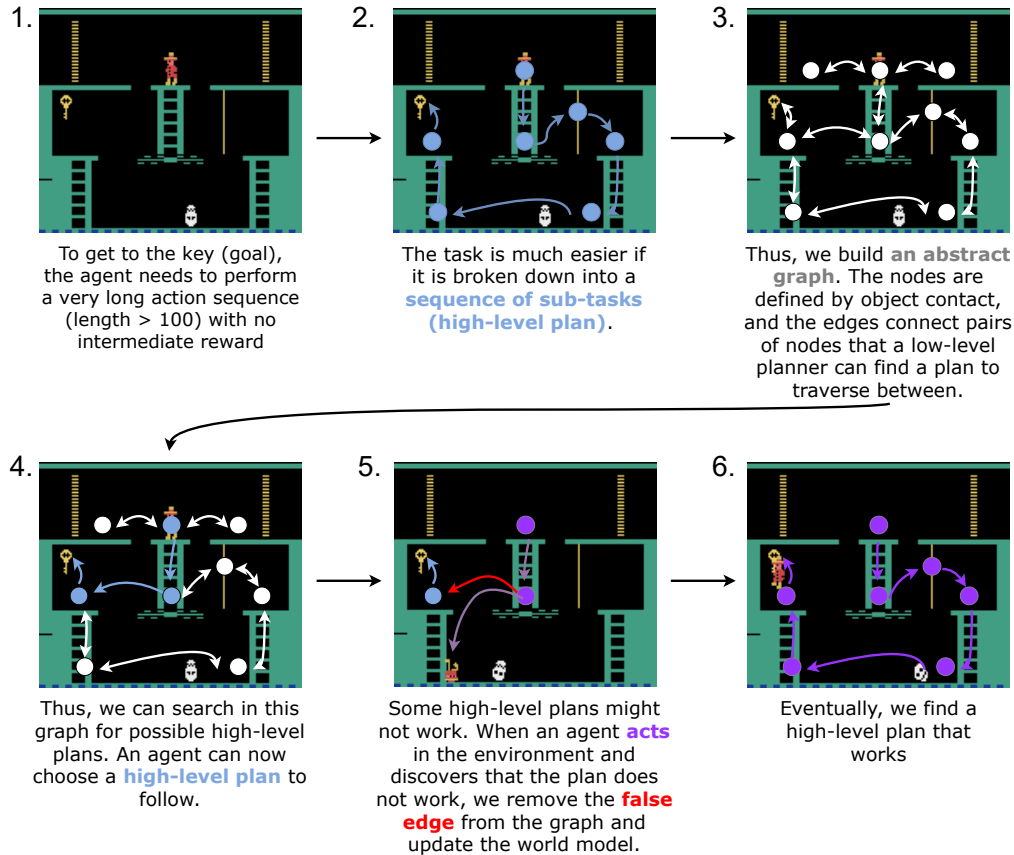 1.
To get to the key (goal),
the agent needs to perform
a very long action sequence
(length > 100) with no
intermediate reward
2.
The task is much easier if
it is broken down into a
sequence of sub-tasks
(high-level plan).
3.
Thus, we build an abstract
graph. The nodes are
defined by object contact,
and the edges connect pairs
of nodes that a low-level
planner can find a plan to
traverse between.
4.
Thus, we can search in this
graph for possible high-level
plans. An agent can now
choose a high-level plan to
follow.
5.
Some high-level plans might
not work. When an agent acts
in the environment and
discovers that the plan does
not work, we remove the false
edge from the graph and
update the world model.
6.
Eventually, we find a
high-level plan that
works